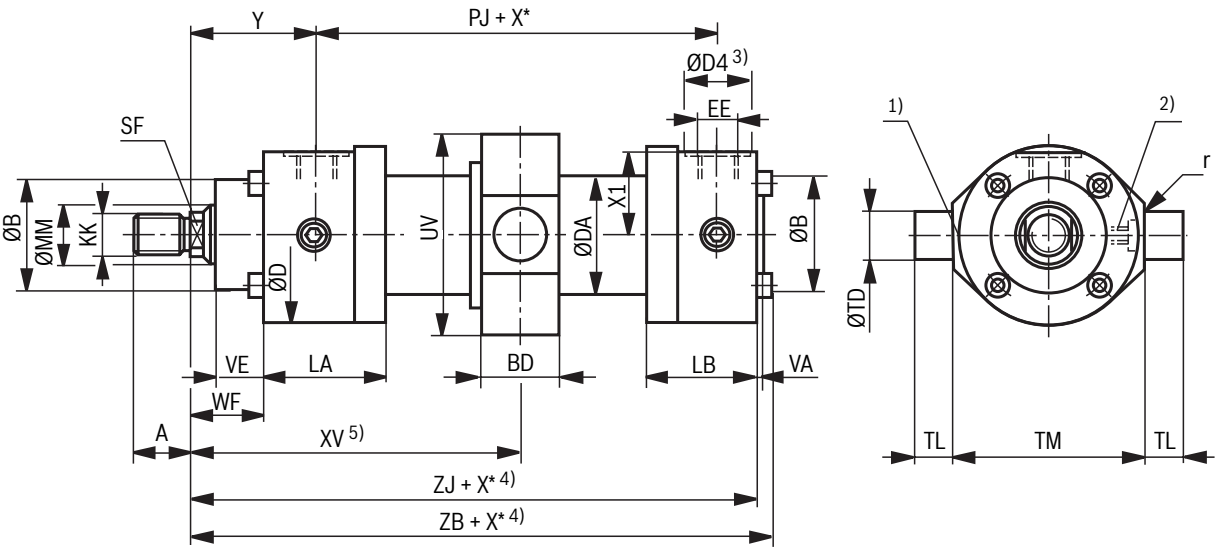 Y
PJ + X*
ØD4 3)
EE
SF
1)
2)
r
ØB
ØMM
KK
UV
ØDA
X1
ØB
ØD
ØTD
VE
LA
BD
LB
VA
WF
A
XV 5)
TL
TM
TL
ZJ + X* 4)
ZB + X* 4)